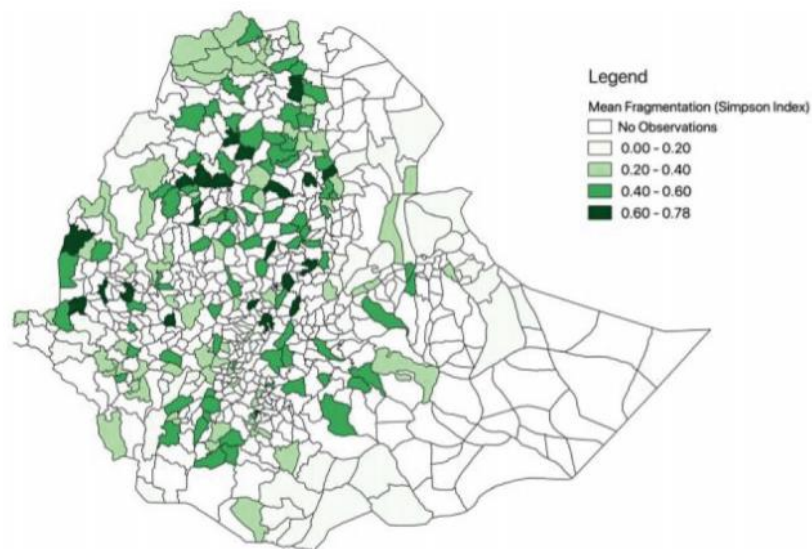 Legend
Mean Fragmentation (Simpson Index)
No Observations
0.00 - 0.20
0.20 - 0.40
0.40 - 0.60
0.60 - 0.78